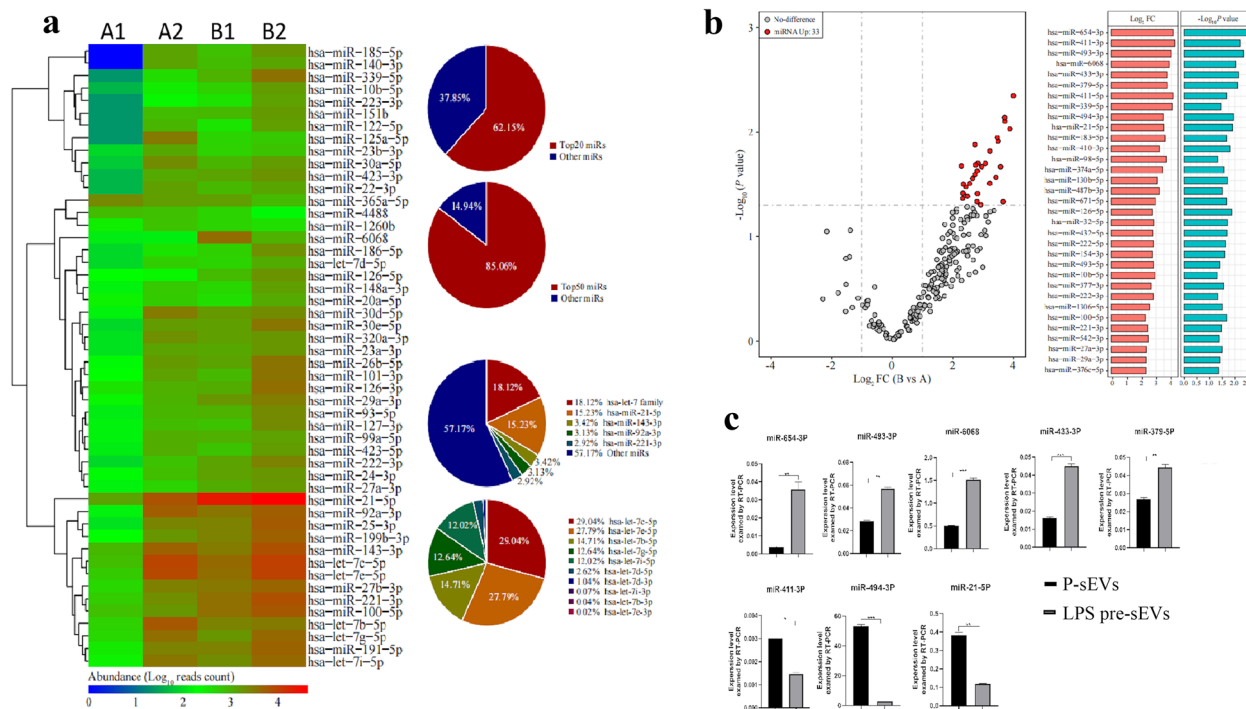 a
A1 A2 B1 B2
hsa-miR-185-5p
hsa-miR-140-3p
hsa-miR-339-5p
hsa-miR-10b-5p
hsa-miR-223-3p
hsa-miR-151b
hsa-miR-122-5p
hsa-miR-125a-5p
hsa-miR-23b-3p
hsa-miR-30a-5p
hsa-miR-423-3p
hsa-miR-22-3p
hsa-miR-365a-5p
hsa-miR-4488
hsa-miR-1260b
hsa-miR-6068
hsa-miR-186-5p
hsa-let-7d-5p
hsa-miR-126-5p
hsa-miR-148a-3p
hsa-miR-20a-5p
hsa-miR-30d-5p
hsa-miR-30e-5p
hsa-miR-320a-3p
hsa-miR-23a-3p
hsa-miR-26b-5p
hsa-miR-101-3p
hsa-miR-126-3p
hsa-miR-29a-3p
hsa-miR-93-5p
hsa-miR-127-3p
hsa-miR-99a-5p
hsa-miR-423-5p
hsa-miR-222-3p
hsa-miR-24-3p
hsa-miR-27a-3p
hsa-miR-21-5p
hsa-miR-92a-3p
hsa-miR-25-3p
hsa-miR-199b-3p
hsa-miR-143-3p
hsa-let-7c-5p
hsa-let-7e-5p
hsa-miR-27b-3p
hsa-miR-221-3p
hsa-miR-100-5p
hsa-let-7b-5p
hsa-let-7g-5p
hsa-miR-191-5p
hsa-let-7i-5p
Abundance (Log10 reads count)
0 1 2 3 4
37.85%
62.15%
Top20 miRs
Other miRs
14.94%
85.06%
Top50 miRs
Other miRs
57.17%
18.12%
15.23%
3.42%
3.13%
2.92%
18.12% hsa-let-7 family
15.23% hsa-miR-21-5p
3.42% hsa-miR-143-3p
3.13% hsa-miR-92a-3p
2.92% hsa-miR-221-3p
57.17% Other miRs
12.02%
29.04%
12.64%
14.71%
27.79%
29.04% hsa-let-7c-5p
27.79% hsa-let-7e-5p
14.71% hsa-let-7b-5p
12.64% hsa-let-7g-5p
12.02% hsa-let-7i-5p
2.62% hsa-let-7d-5p
1.04% hsa-let-7d-3p
0.07% hsa-let-7i-3p
0.04% hsa-let-7b-3p
0.02% hsa-let-7e-3p
b
No-difference
miRNA Up: 33
-Log10 (P value)
3
2
1
0
-4 -2 0 2 4
Log2 FC (B vs A)
Log2 FC
-Log10P value
hsa-miR-654-3p
hsa-miR-411-3p
hsa-miR-493-3p
hsa-miR-6068
hsa-miR-433-3p
hsa-miR-379-5p
hsa-miR-411-5p
hsa-miR-339-5p
hsa-miR-494-3p
hsa-miR-21-5p
hsa-miR-410-3p
hsa-miR-98-5p
hsa-miR-374a-5p
hsa-miR-130b-5p
hsa-miR-487b-3p
hsa-miR-671-5p
hsa-miR-126-5p
hsa-miR-32-5p
hsa-miR-222-5p
hsa-miR-154-3p
hsa-miR-493-5p
hsa-miR-377-3p
hsa-miR-222-3p
hsa-miR-1306-5p
hsa-miR-100-5p
hsa-miR-221-3p
hsa-miR-542-3p
hsa-miR-27a-3p
hsa-miR-29a-3p
hsa-miR-376c-5p
0 1 2 3 4
0.0 0.5 1.0 1.5 2.0
c
miR-654-3P
miR-493-3P
miR-6068
miR-433-3P
miR-379-5P
Experssion level
examed by RT-PCR
miR-411-3P
miR-494-3P
miR-21-5P
Experssion level
examed by RT-PCR
P-sEVs
LPS pre-sEVs